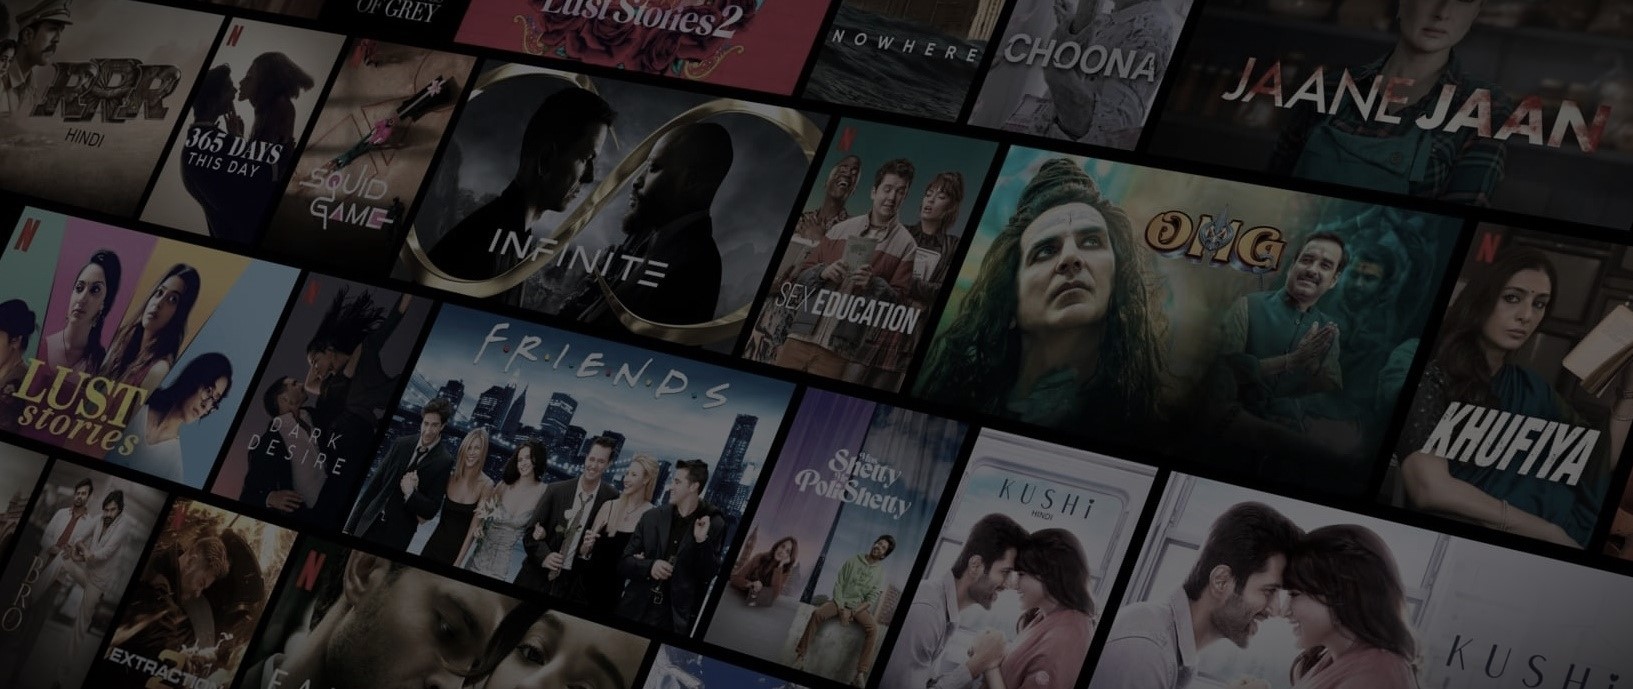 OF GREY
Lust Stories 2
NOWHERE
CHOONA
JAANE JAAN
RRR
HINDI
365 DAYS
THIS DAY
SQUID
GAME
INFINITE
SEX EDUCATION
OMG
KHUFIYA
LUST
stories
DARK
DESIRE
F.R.I.E.N.D.S
Miss
Shetty
Mr
PoliShetty
KUSHi
HINDI
KUSHi
BRO
EXTRACTION
2